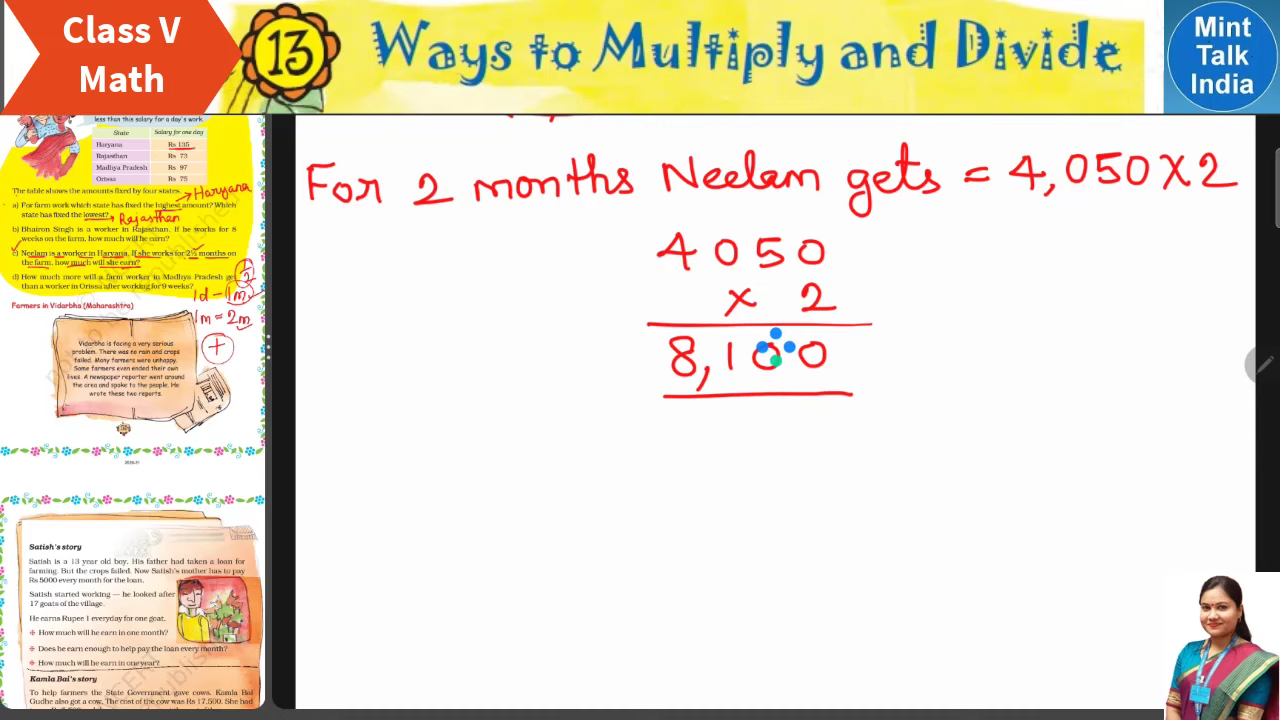 Class V
Math
13
Ways to Multiply and Divide
Mint
Talk
India
less than this salary for a day's work.
State Salary for one day
Haryana Rs 135
Rajasthan Rs 73
Madhya Pradesh Rs 97
Orissa Rs 75
The table shows the amounts fixed by four states.
→ Haryana
a) For farm work which state has fixed the highest amount? Which
state has fixed the lowest?
→ Rajasthan
b) Bhairon Singh is a worker in Rajasthan. If he works for 8
weeks on the farm, how much will he earn?
c) Neelam is a worker in Haryana. If she works for 2½ months on
the farm, how much will she earn?
d) How much more will a farm worker in Madhya Pradesh get
than a worker in Orissa after working for 9 weeks?
1d – 1m
1m = 2m
+
Farmers in Vidarbha (Maharashtra)
Vidarbha is facing a very serious
problem. There was no rain and crops
failed. Many farmers were unhappy.
Some farmers even ended their own
lives. A newspaper reporter went around
the area and spoke to the people. He
wrote these two reports.
Satish's story
Satish is a 13 year old boy. His father had taken a loan for
farming. But the crops failed. Now Satish's mother has to pay
Rs 5000 every month for the loan.
Satish started working — he looked after
17 goats of the village.
He earns Rupee 1 everyday for one goat.
How much will he earn in one month?
Does he earn enough to help pay the loan every month?
How much will he earn in one year?
Kamla Bai's story
To help farmers the State Government gave cows. Kamla Bai
Gudhe also got a cow. The cost of the cow was Rs 17,500. She had
For 2 months Neelam gets = 4,050 X 2
4050
x 2
8,100